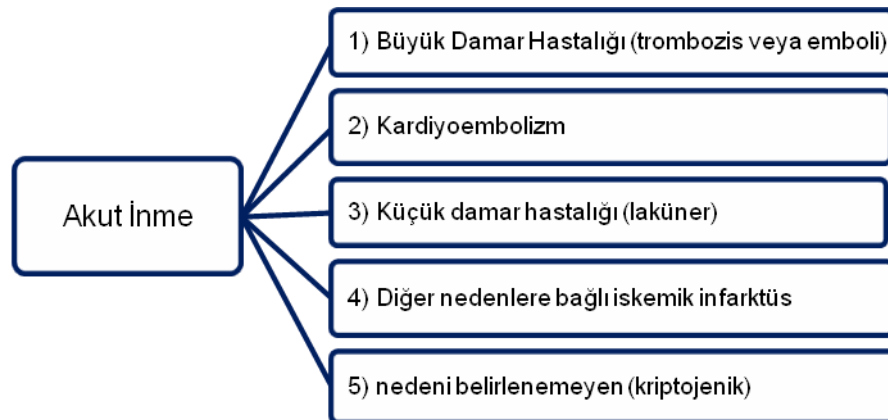 1) Büyük Damar Hastalığı (trombozis veya emboli)
2) Kardiyoembolizm
Akut İnme
3) Küçük damar hastalığı (laküner)
4) Diğer nedenlere bağlı iskemik infarktüs
5) nedeni belirlenemeyen (kriptojenik)